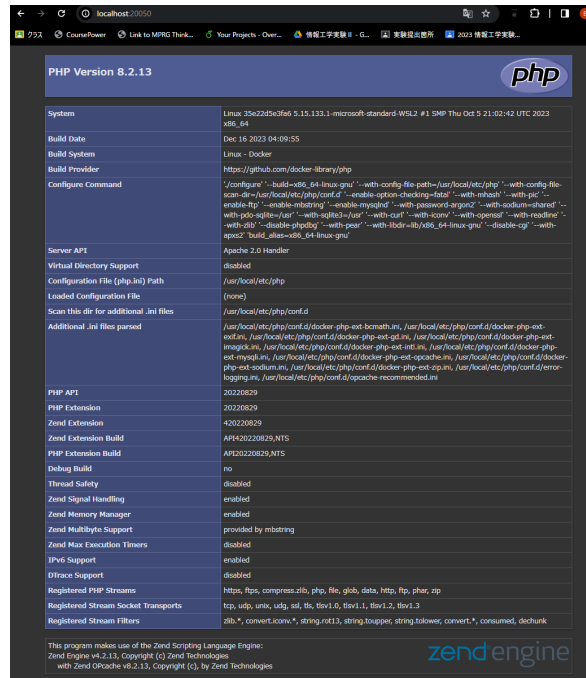 localhost:20050
クラス CoursePower Link to MPRG Think... Your Projects - Over... 情報工学実験 II - G... 実験提出箇所 2023 情報工学実験...
PHP Version 8.2.13
php
System Linux 35e22d5e3fa6 5.15.133.1-microsoft-standard-WSL2 #1 SMP Thu Oct 5 21:02:42 UTC 2023
x86_64
Build Date Dec 16 2023 04:09:55
Build System Linux - Docker
Build Provider https://github.com/docker-library/php
Configure Command './configure' '--build=x86_64-linux-gnu' '--with-config-file-path=/usr/local/etc/php' '--with-config-file-
scan-dir=/usr/local/etc/php/conf.d' '--enable-option-checking=fatal' '--with-mhash' '--with-pic' '--
enable-ftp' '--enable-mbstring' '--enable-mysqlnd' '--with-password-argon2' '--with-sodium=shared' '--
with-pdo-sqlite=/usr' '--with-sqlite3=/usr' '--with-curl' '--with-iconv' '--with-openssl' '--with-readline' '-
-with-zlib' '--disable-phpdbg' '--with-pear' '--with-libdir=lib/x86_64-linux-gnu' '--disable-cgi' '--with-
apxs2' 'build_alias=x86_64-linux-gnu'
Server API Apache 2.0 Handler
Virtual Directory Support disabled
Configuration File (php.ini) Path /usr/local/etc/php
Loaded Configuration File (none)
Scan this dir for additional .ini files /usr/local/etc/php/conf.d
Additional .ini files parsed /usr/local/etc/php/conf.d/docker-php-ext-bcmath.ini, /usr/local/etc/php/conf.d/docker-php-ext-
exif.ini, /usr/local/etc/php/conf.d/docker-php-ext-gd.ini, /usr/local/etc/php/conf.d/docker-php-ext-
imagick.ini, /usr/local/etc/php/conf.d/docker-php-ext-intl.ini, /usr/local/etc/php/conf.d/docker-php-
ext-mysqli.ini, /usr/local/etc/php/conf.d/docker-php-ext-opcache.ini, /usr/local/etc/php/conf.d/docker-
php-ext-sodium.ini, /usr/local/etc/php/conf.d/docker-php-ext-zip.ini, /usr/local/etc/php/conf.d/error-
logging.ini, /usr/local/etc/php/conf.d/opcache-recommended.ini
PHP API 20220829
PHP Extension 20220829
Zend Extension 420220829
Zend Extension Build API420220829,NTS
PHP Extension Build API20220829,NTS
Debug Build no
Thread Safety disabled
Zend Signal Handling enabled
Zend Memory Manager enabled
Zend Multibyte Support provided by mbstring
Zend Max Execution Timers disabled
IPv6 Support enabled
DTrace Support disabled
Registered PHP Streams https, ftps, compress.zlib, php, file, glob, data, http, ftp, phar, zip
Registered Stream Socket Transports tcp, udp, unix, udg, ssl, tls, tlsv1.0, tlsv1.1, tlsv1.2, tlsv1.3
Registered Stream Filters zlib.*, convert.iconv.*, string.rot13, string.toupper, string.tolower, convert.*, consumed, dechunk
This program makes use of the Zend Scripting Language Engine:
Zend Engine v4.2.13, Copyright (c) Zend Technologies
with Zend OPcache v8.2.13, Copyright (c), by Zend Technologies
zend engine